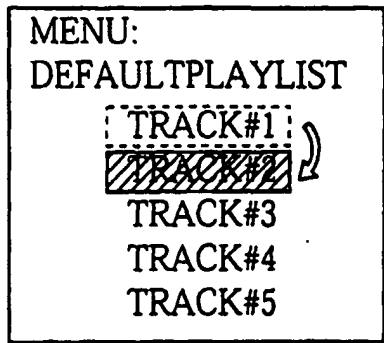 MENU:
DEFAULTPLAYLIST
TRACK#1
TRACK#2
TRACK#3
TRACK#4
TRACK#5